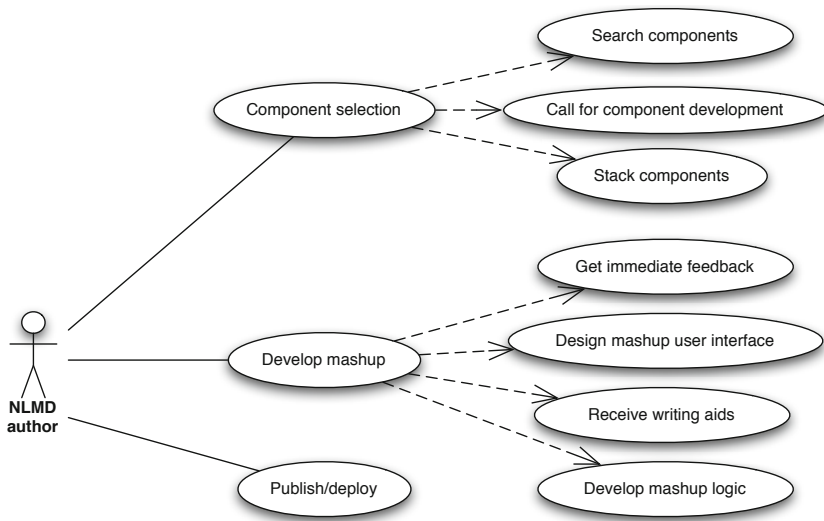 Search components
Component selection
Call for component development
Stack components
Get immediate feedback
Design mashup user interface
Develop mashup
NLMD
author
Receive writing aids
Publish/deploy
Develop mashup logic